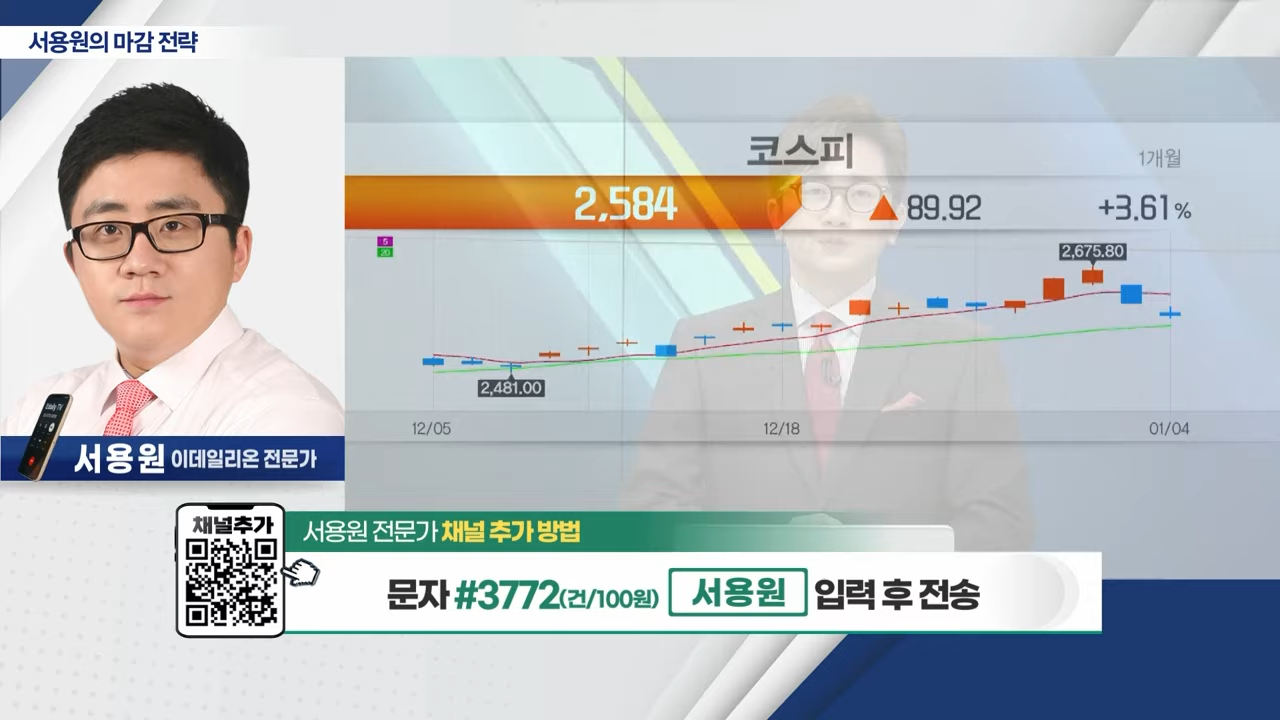 서용원의 마감 전략
코스피
1개월
2,584
▲ 89.92
+3.61%
5
20
2,675.80
2,481.00
12/05
12/18
01/04
서용원 이데일리온 전문가
채널추가
서용원 전문가 채널 추가 방법
문자 #3772(건/100원) 서용원 입력 후 전송